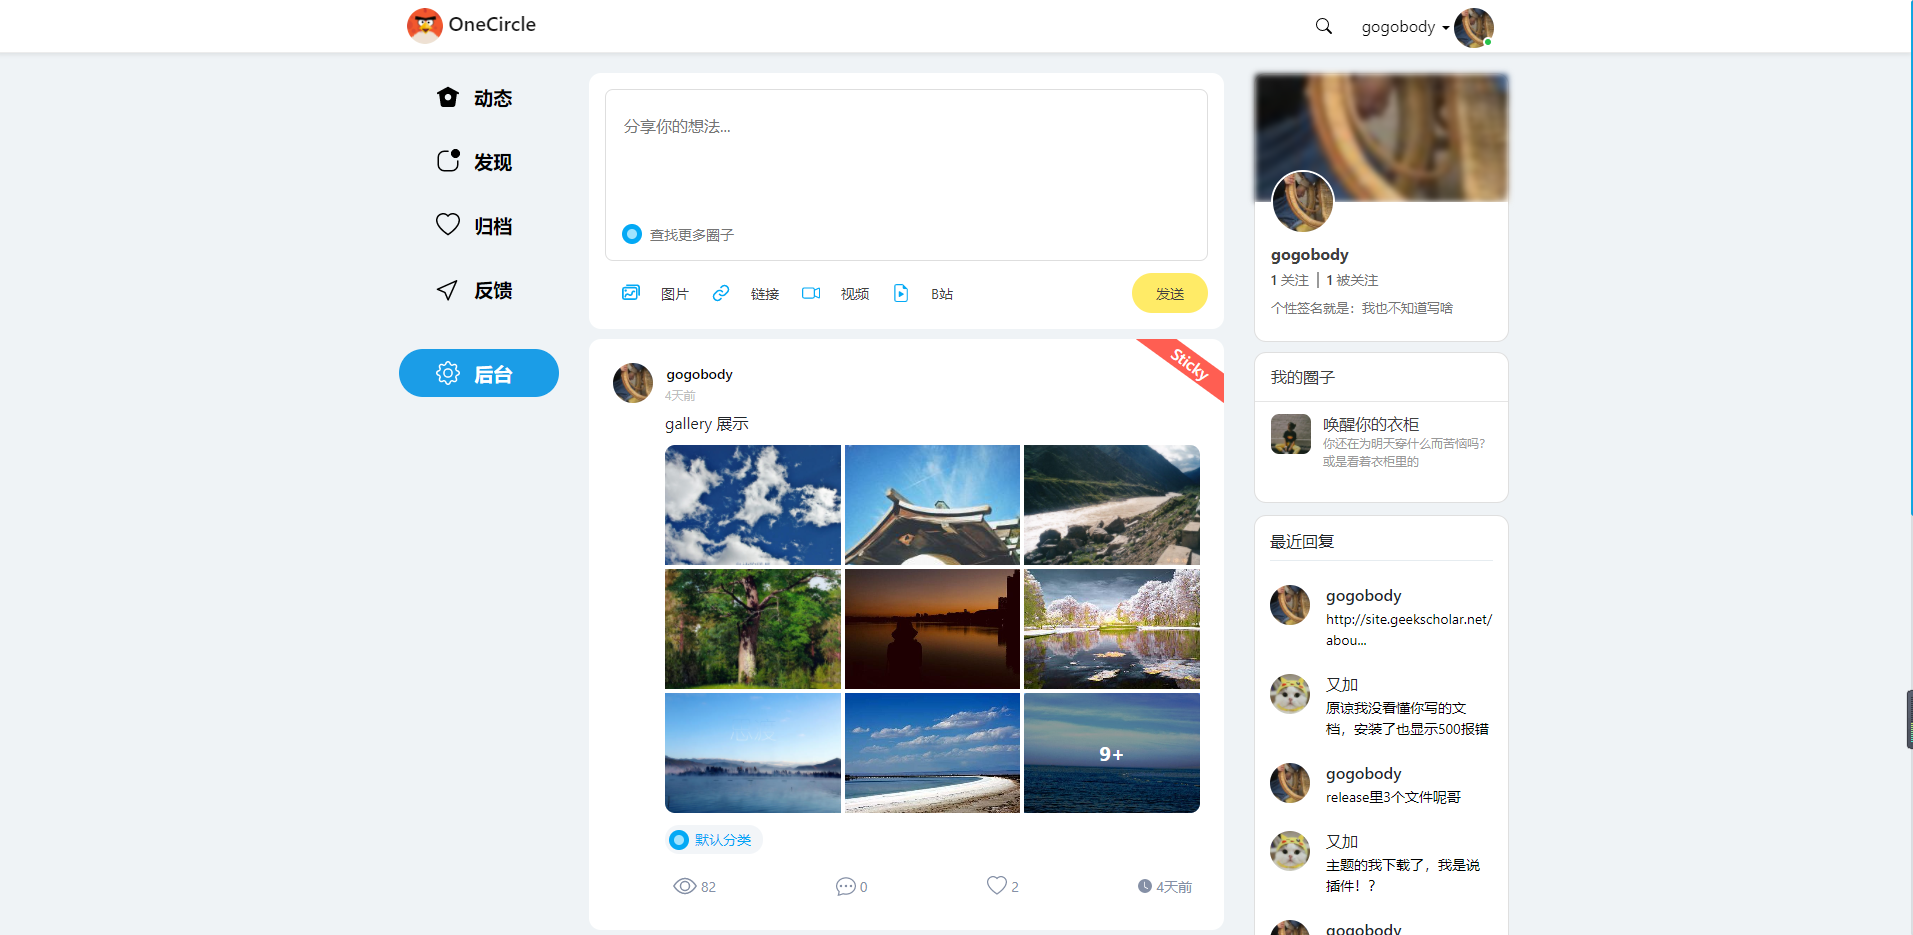 OneCircle
gogobody
动态
发现
归档
反馈
后台
分享你的想法...
查找更多圈子
图片
链接
视频
B站
发送
Sticky
gogobody
4天前
gallery 展示
9+
默认分类
82
0
2
4天前
gogobody
1 关注 | 1 被关注
个性签名就是：我也不知道写啥
我的圈子
唤醒你的衣柜
你还在为明天穿什么而苦恼吗?
或是看着衣柜里的
最近回复
gogobody
http://site.geekscholar.net/
abou...
又加
原谅我没看懂你写的文
档，安装了也显示500报错
gogobody
release里3个文件呢哥
又加
主题的我下载了，我是说
插件！？
gogobody